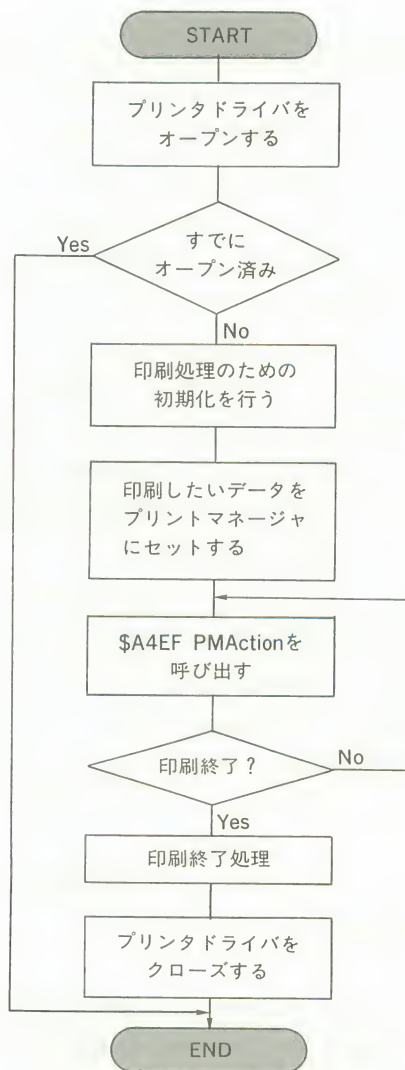 START
プリンタドライバを
オープンする
Yes
すでに
オープン済み
No
印刷処理のための
初期化を行う
印刷したいデータを
プリントマネージャ
にセットする
$A4EF PMActionを
呼び出す
印刷終了?
No
Yes
印刷終了処理
プリンタドライバを
クローズする
END